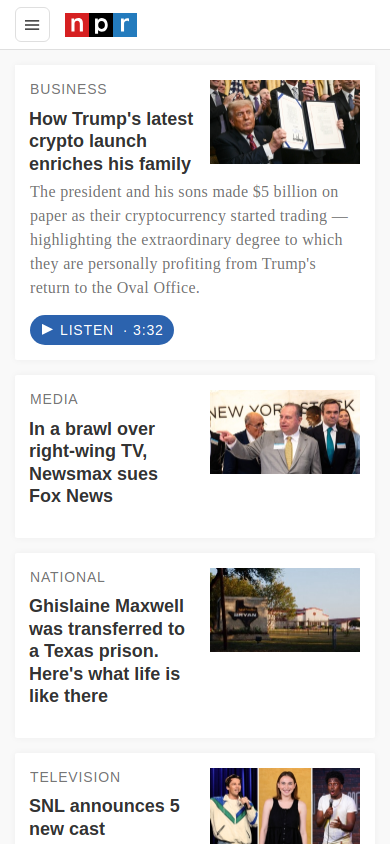 npr
BUSINESS
How Trump's latest
crypto launch
enriches his family
The president and his sons made $5 billion on
paper as their cryptocurrency started trading —
highlighting the extraordinary degree to which
they are personally profiting from Trump's
return to the Oval Office.
LISTEN · 3:32
MEDIA
In a brawl over
right-wing TV,
Newsmax sues
Fox News
NEW YORK STOCK
NATIONAL
Ghislaine Maxwell
was transferred to
a Texas prison.
Here's what life is
like there
BRYAN
TELEVISION
SNL announces 5
new cast